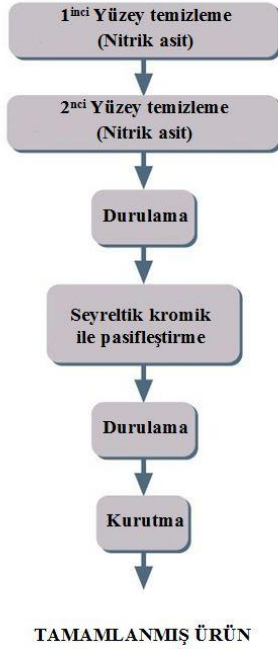 1inci Yüzey temizleme
(Nitrik asit)
2nci Yüzey temizleme
(Nitrik asit)
Durulama
Seyreltik kromik
ile pasifleştirme
Durulama
Kurutma
TAMAMLANMIŞ ÜRÜN